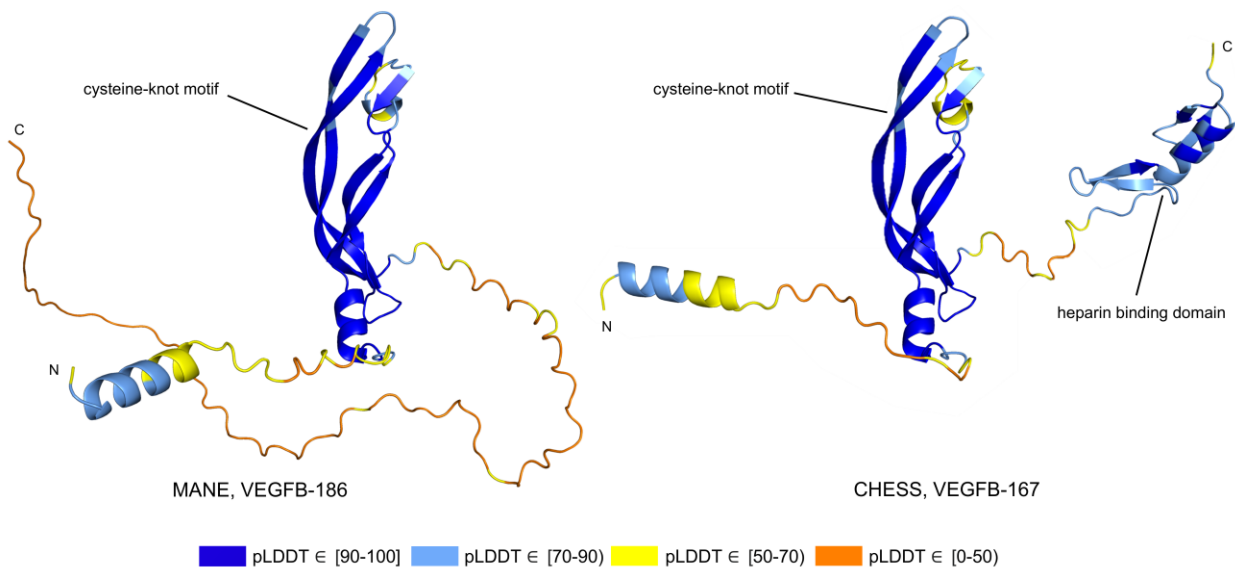 C
cysteine-knot motif
cysteine-knot motif
C
N
N
heparin binding domain
MANE, VEGFB-186
CHESS, VEGFB-167
pLDDT ∈ [90-100]
pLDDT ∈ [70-90)
pLDDT ∈ [50-70)
pLDDT ∈ [0-50)